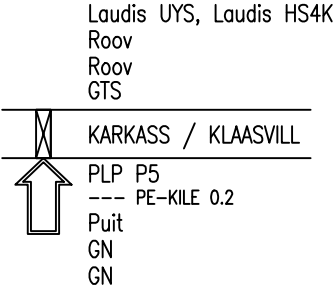 Laudis UYS, Laudis HS4K
Roov
Roov
GTS
KARKASS / KLAASVILL
PLP P5
--- PE-KILE 0.2
Puit
GN
GN